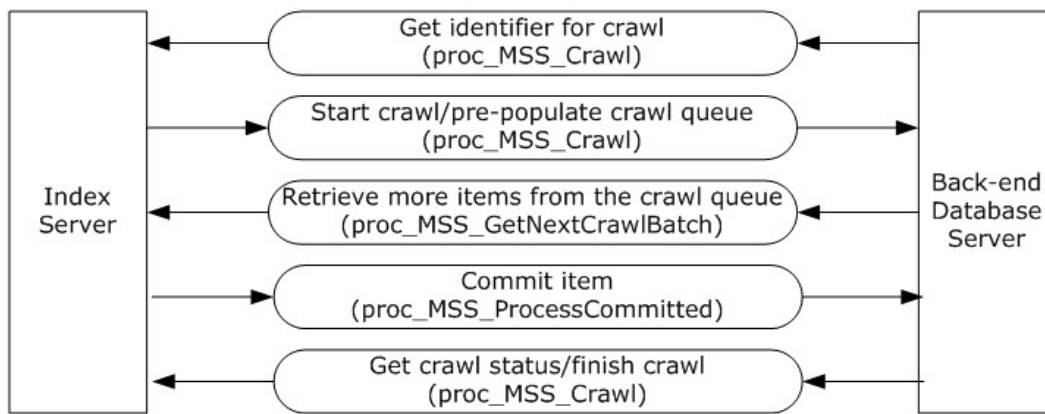 Get identifier for crawl
(proc_MSS_Crawl)
Start crawl/pre-populate crawl queue
(proc_MSS_Crawl)
Index
Server
Retrieve more items from the crawl queue
(proc_MSS_GetNextCrawlBatch)
Back-end
Database
Server
Commit item
(proc_MSS_ProcessCommitted)
Get crawl status/finish crawl
(proc_MSS_Crawl)